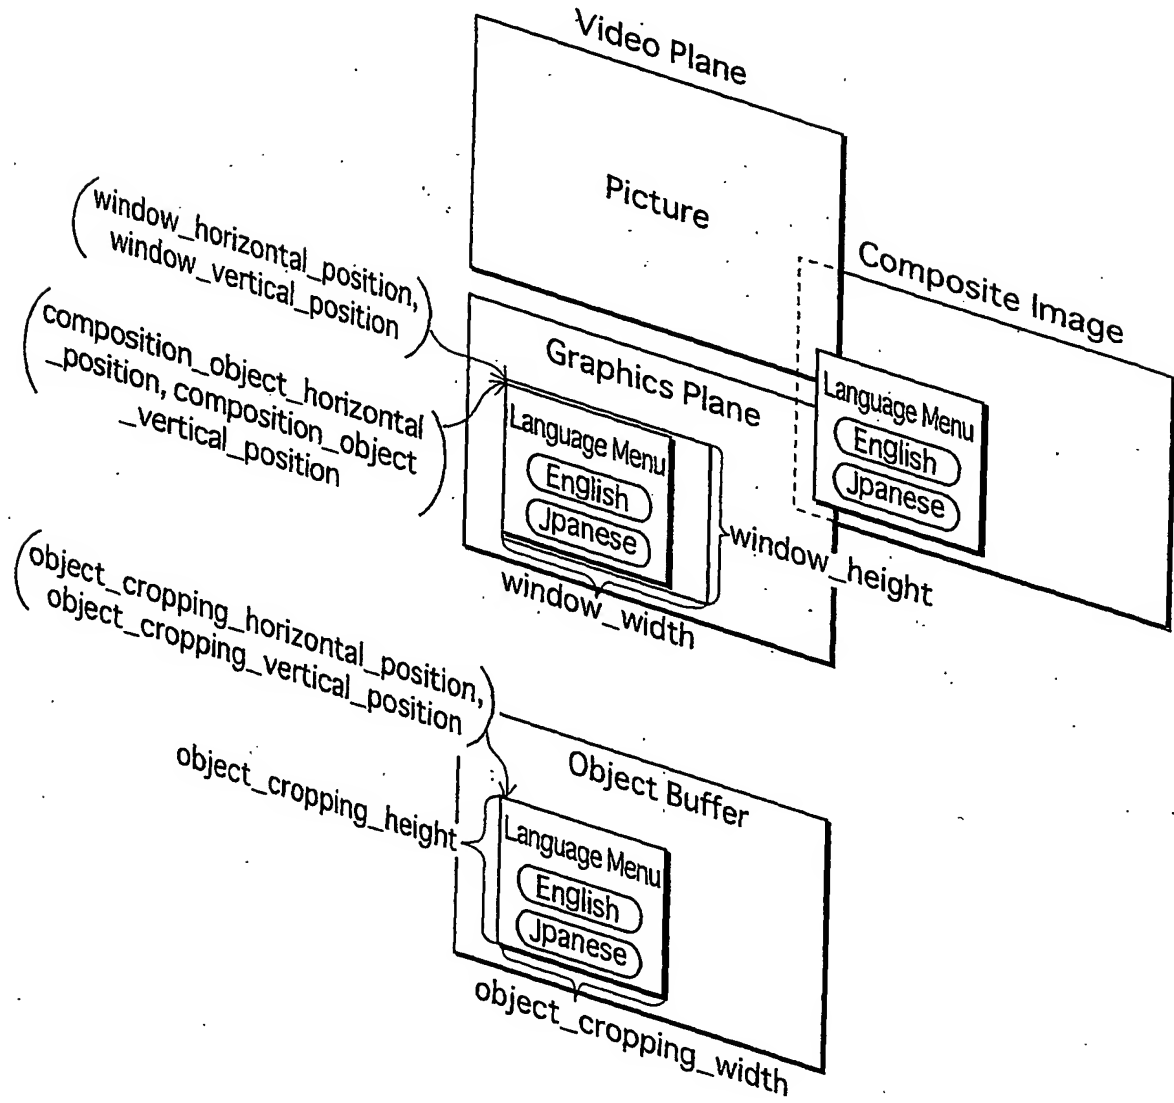 Video Plane
Picture
(window_horizontal_position,
window_vertical_position)
Composite Image
(composition_object_horizontal
_position, composition_object
_vertical_position)
Graphics Plane
Language Menu
English
Jpanese
Language Menu
English
Jpanese
window_height
window_width
(object_cropping_horizontal_position,
object_cropping_vertical_position)
object_cropping_height
Object Buffer
Language Menu
English
Jpanese
object_cropping_width